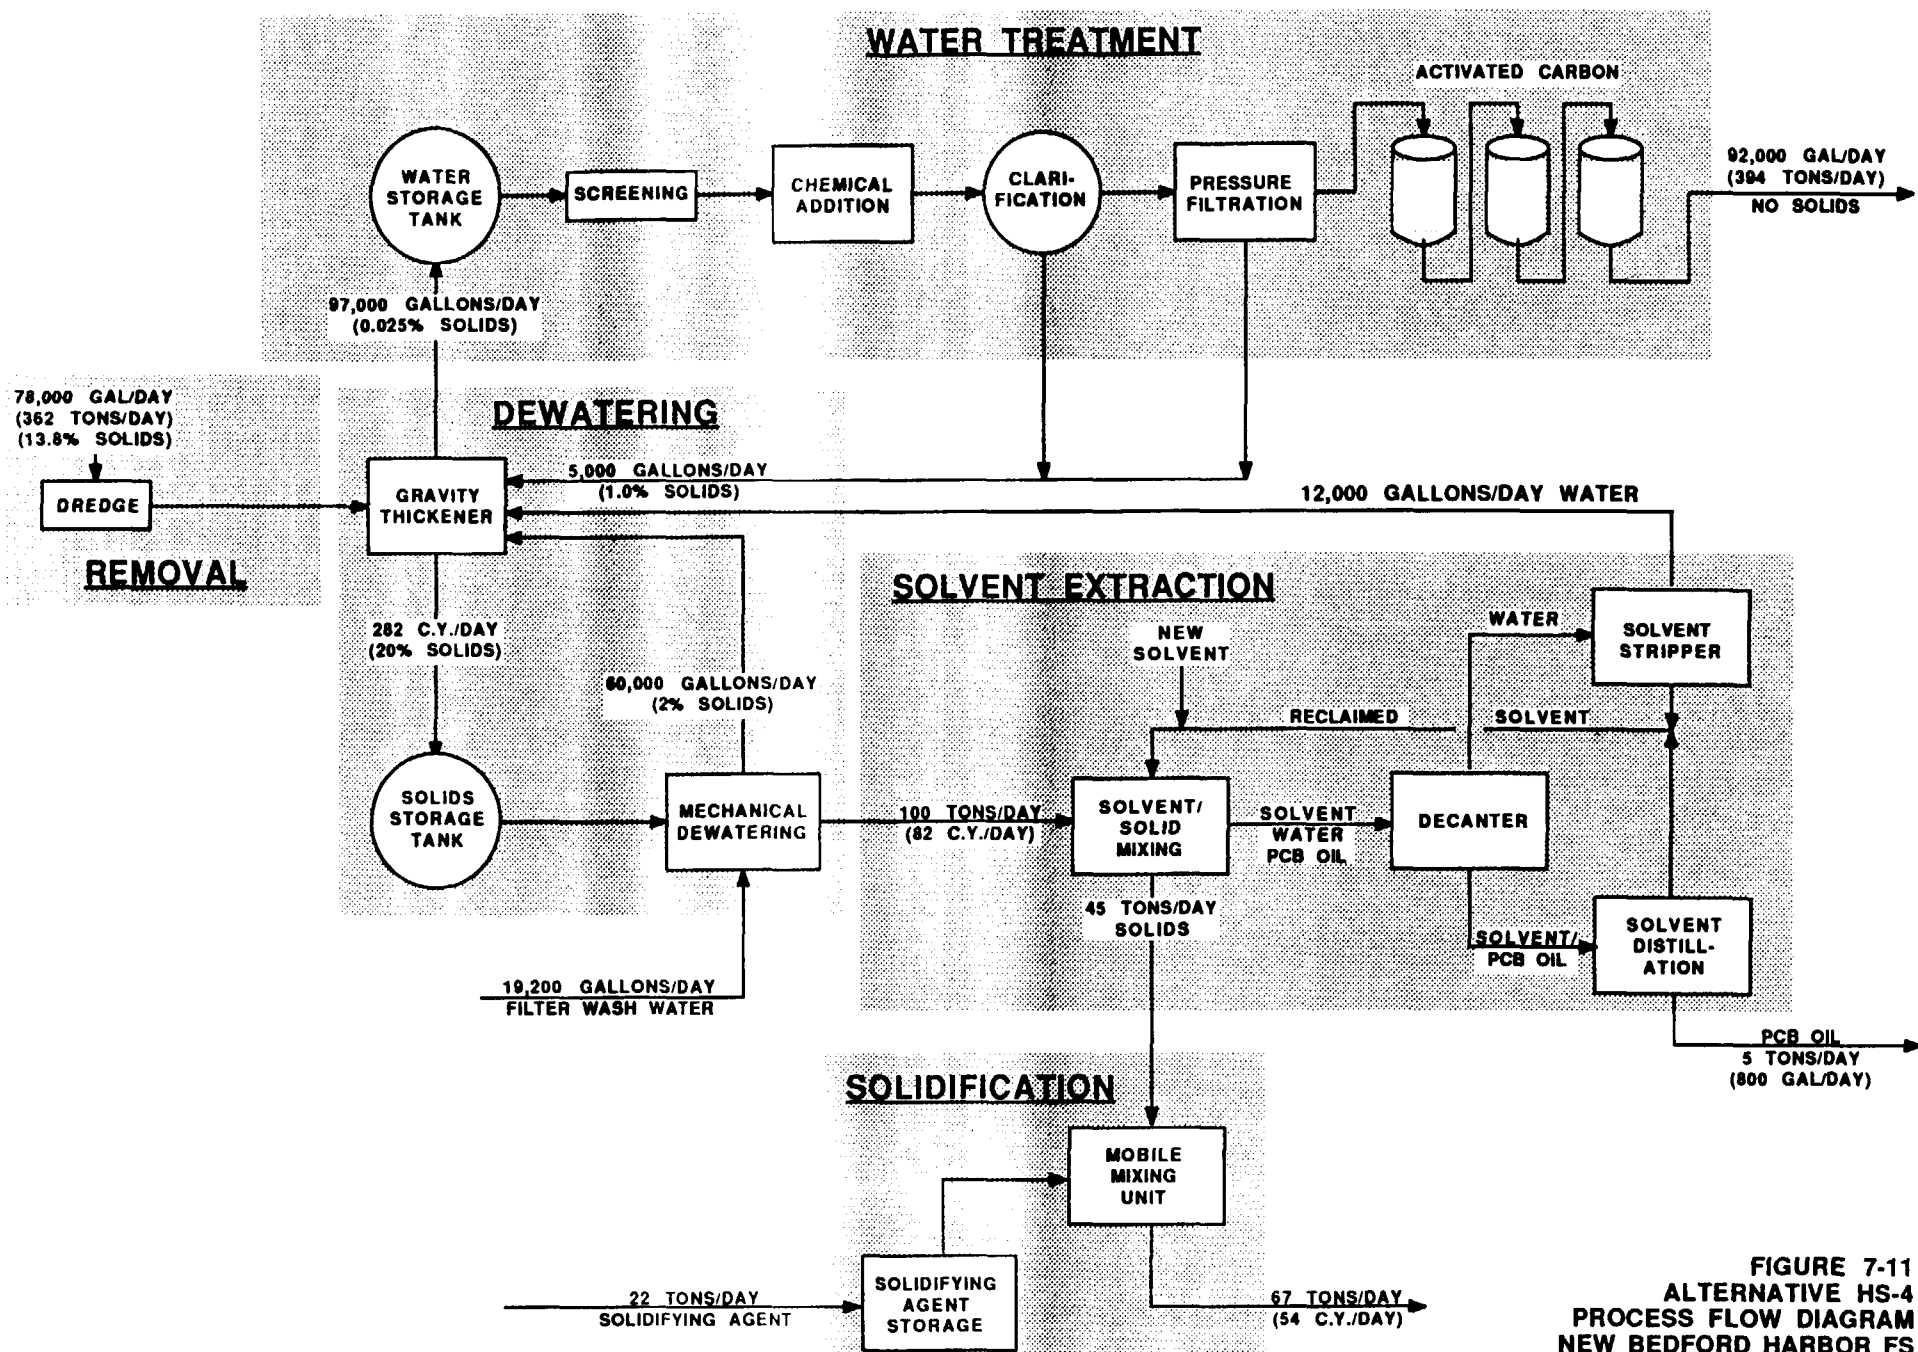 WATER TREATMENT
ACTIVATED CARBON
WATER
STORAGE
TANK
SCREENING
CHEMICAL
ADDITION
CLARI-
FICATION
PRESSURE
FILTRATION
92,000 GAL/DAY
(394 TONS/DAY)
NO SOLIDS
97,000 GALLONS/DAY
(0.025% SOLIDS)
78,000 GAL/DAY
(362 TONS/DAY)
(13.8% SOLIDS)
DREDGE
REMOVAL
DEWATERING
GRAVITY
THICKENER
5,000 GALLONS/DAY
(1.0% SOLIDS)
12,000 GALLONS/DAY WATER
282 C.Y./DAY
(20% SOLIDS)
60,000 GALLONS/DAY
(2% SOLIDS)
SOLIDS
STORAGE
TANK
MECHANICAL
DEWATERING
19,200 GALLONS/DAY
FILTER WASH WATER
100 TONS/DAY
(82 C.Y./DAY)
SOLVENT EXTRACTION
NEW
SOLVENT
RECLAIMED SOLVENT
WATER
SOLVENT
STRIPPER
SOLVENT/
SOLID
MIXING
SOLVENT
WATER
PCB OIL
DECANTER
45 TONS/DAY
SOLIDS
SOLVENT/
PCB OIL
SOLVENT
DISTILL-
ATION
PCB OIL
5 TONS/DAY
(800 GAL/DAY)
SOLIDIFICATION
MOBILE
MIXING
UNIT
22 TONS/DAY
SOLIDIFYING AGENT
SOLIDIFYING
AGENT
STORAGE
67 TONS/DAY
(54 C.Y./DAY)
FIGURE 7-11
ALTERNATIVE HS-4
PROCESS FLOW DIAGRAM
NEW BEDFORD HARBOR FS